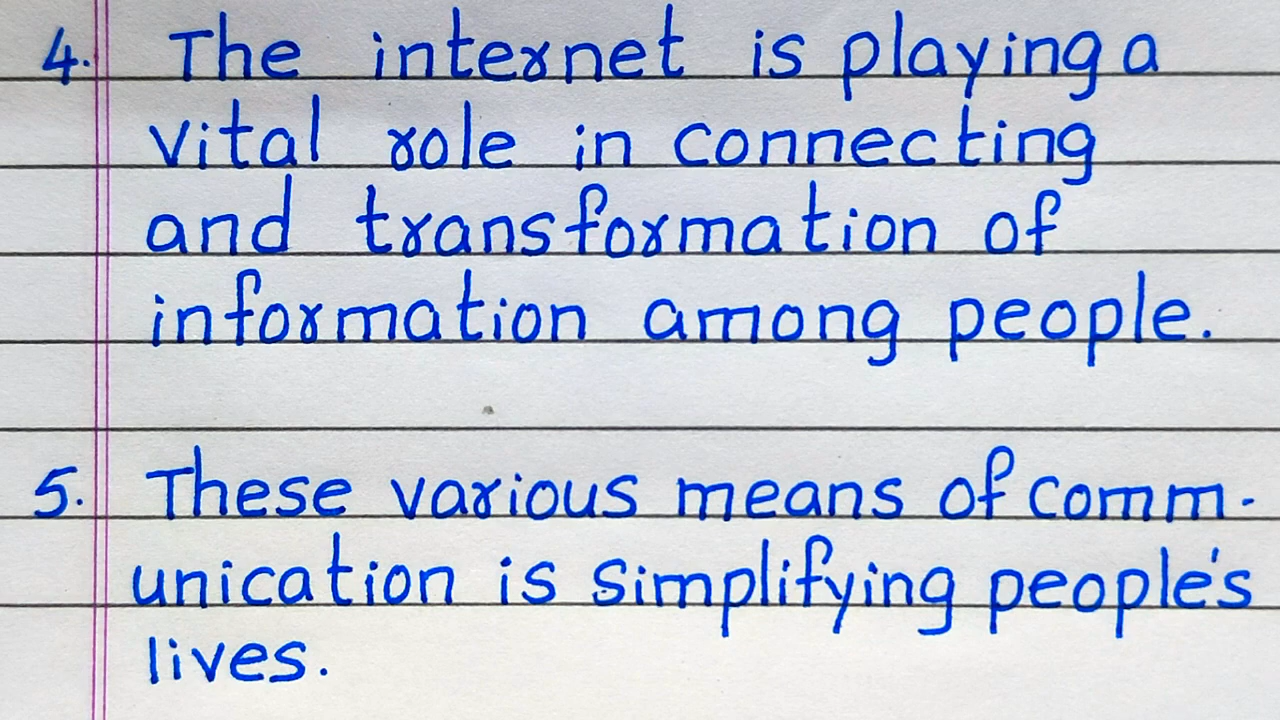 4. The internet is playing a
vital role in connecting
and transformation of
information among people.
5. These various means of comm-
unication is simplifying people's
lives.